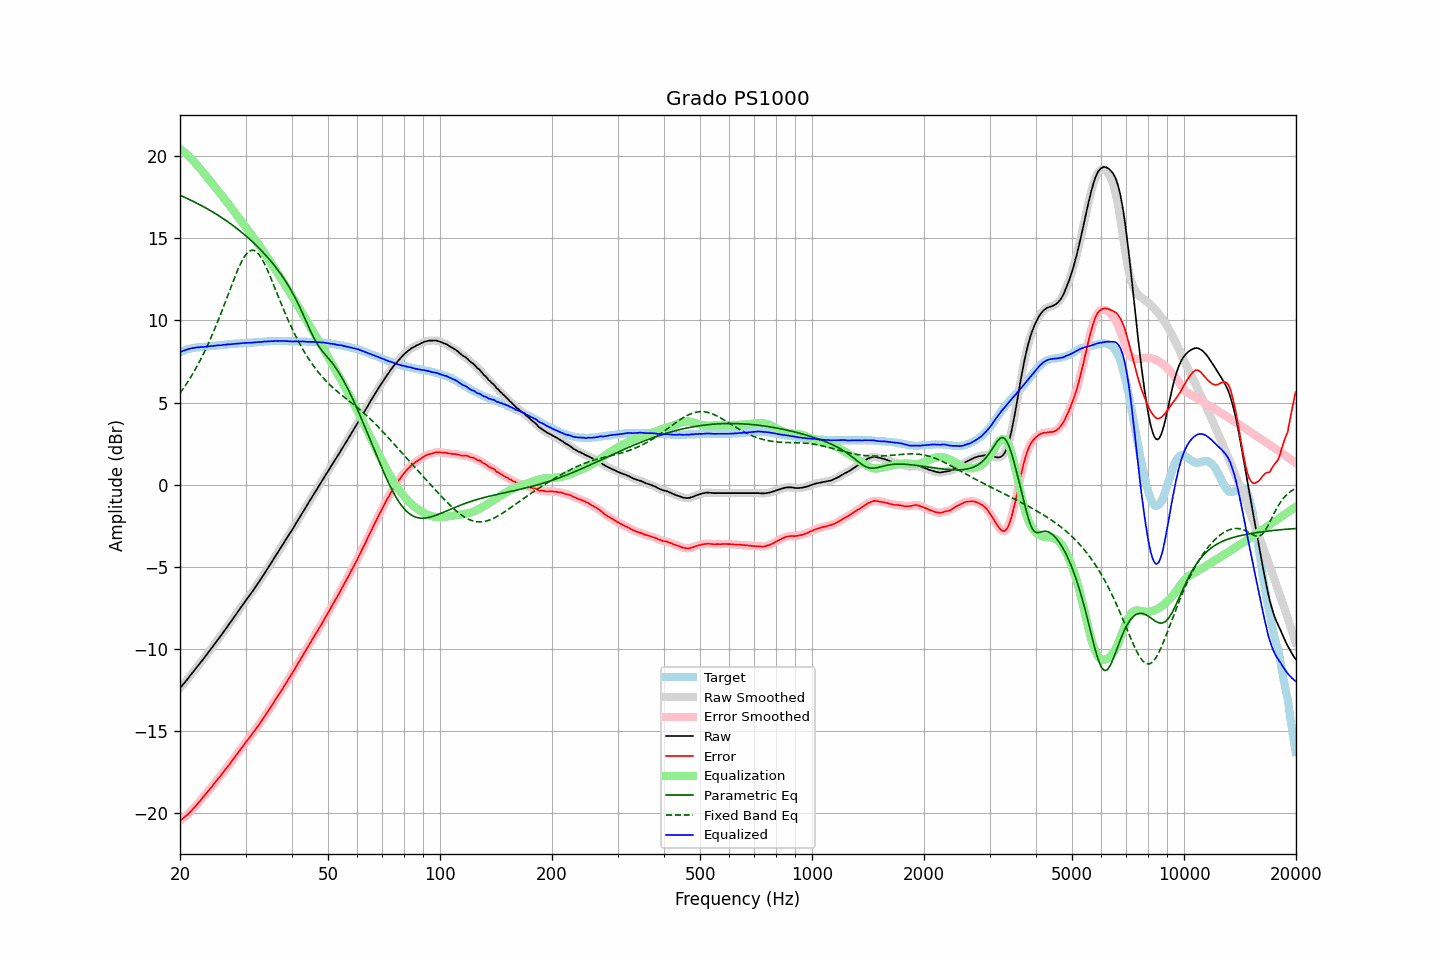 Grado PS1000
Amplitude (dBr)
20
15
10
5
0
−5
−10
−15
−20
Target
Raw Smoothed
Error Smoothed
Raw
Error
Equalization
Parametric Eq
Fixed Band Eq
Equalized
20 50 100 200 500 1000 2000 5000 10000 20000
Frequency (Hz)